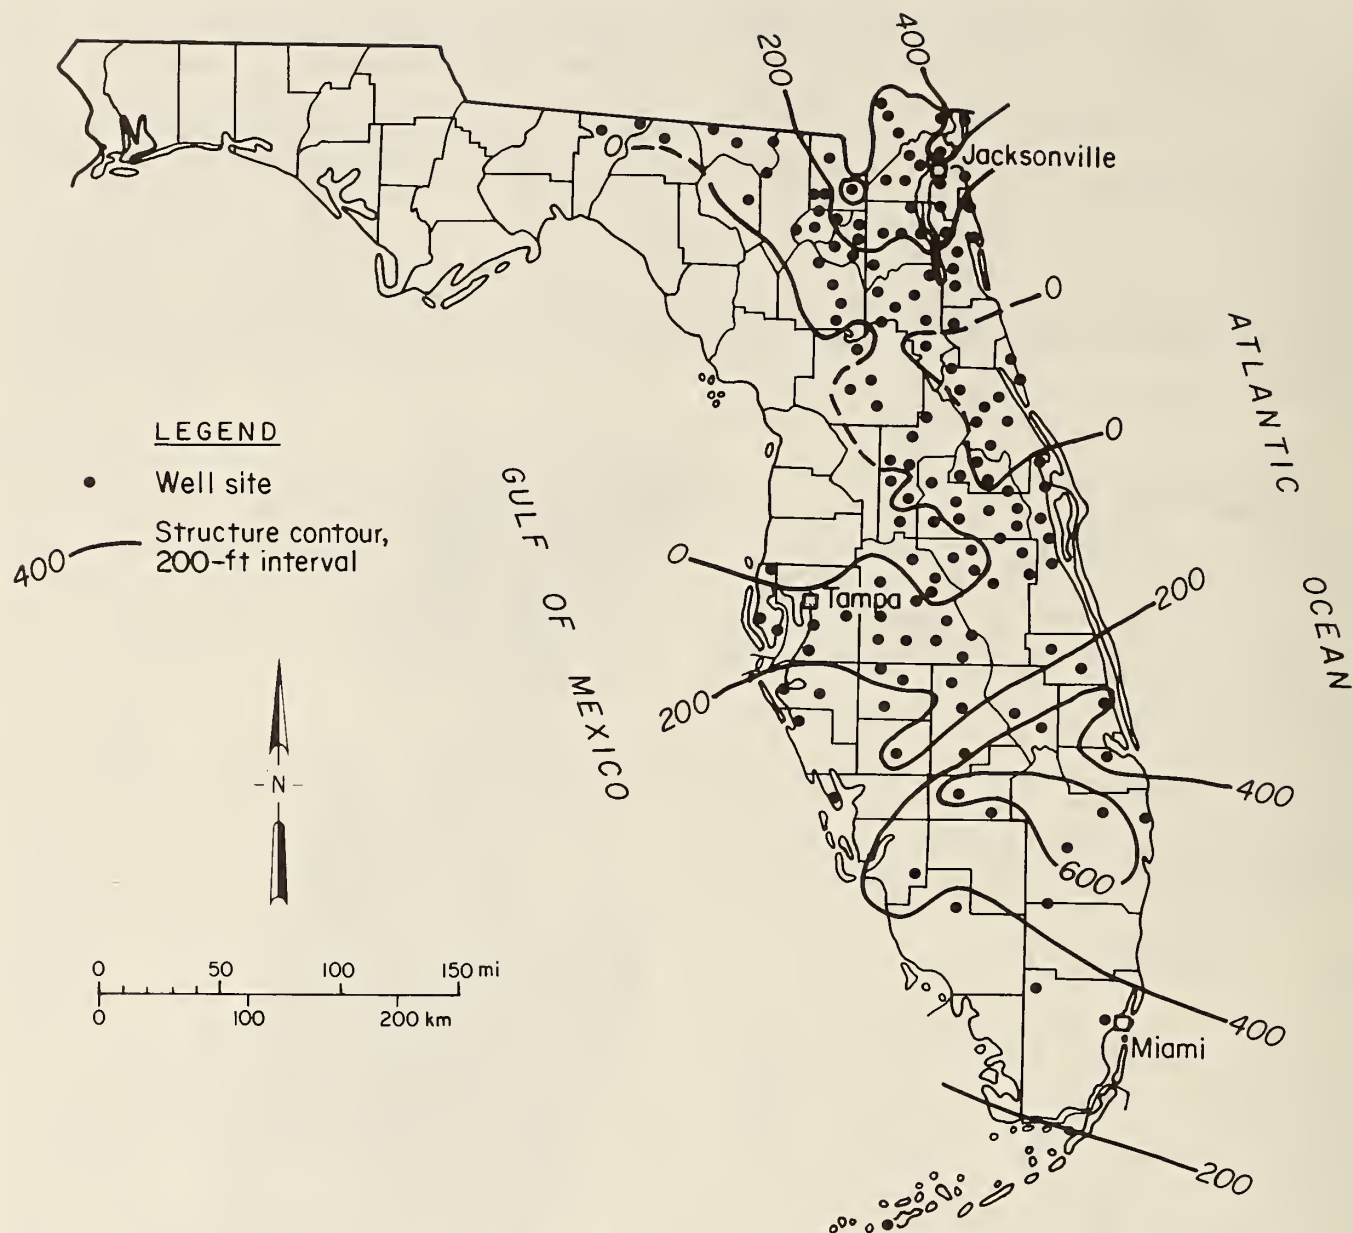 200
400
0
Jacksonville
0
ATLANTIC
OCEAN
LEGEND
Well site
Structure contour,
200-ft interval
400
0
GULF
OF
MEXICO
0
Tampa
200
200
-N-
400
600
0 50 100 150 mi
0 100 200 km
400
Miami
200